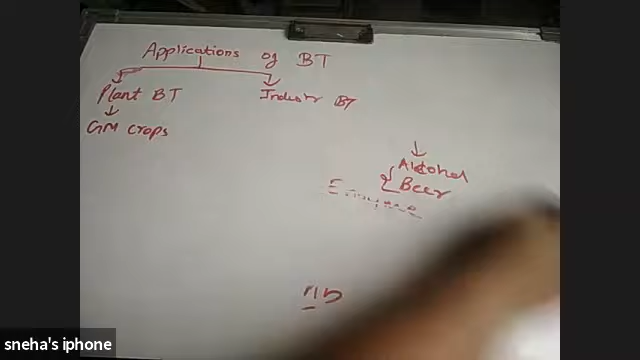 Applications of BT
Plant BT
Industr BT
GM crops
Alcohol
Beer
sneha's iphone